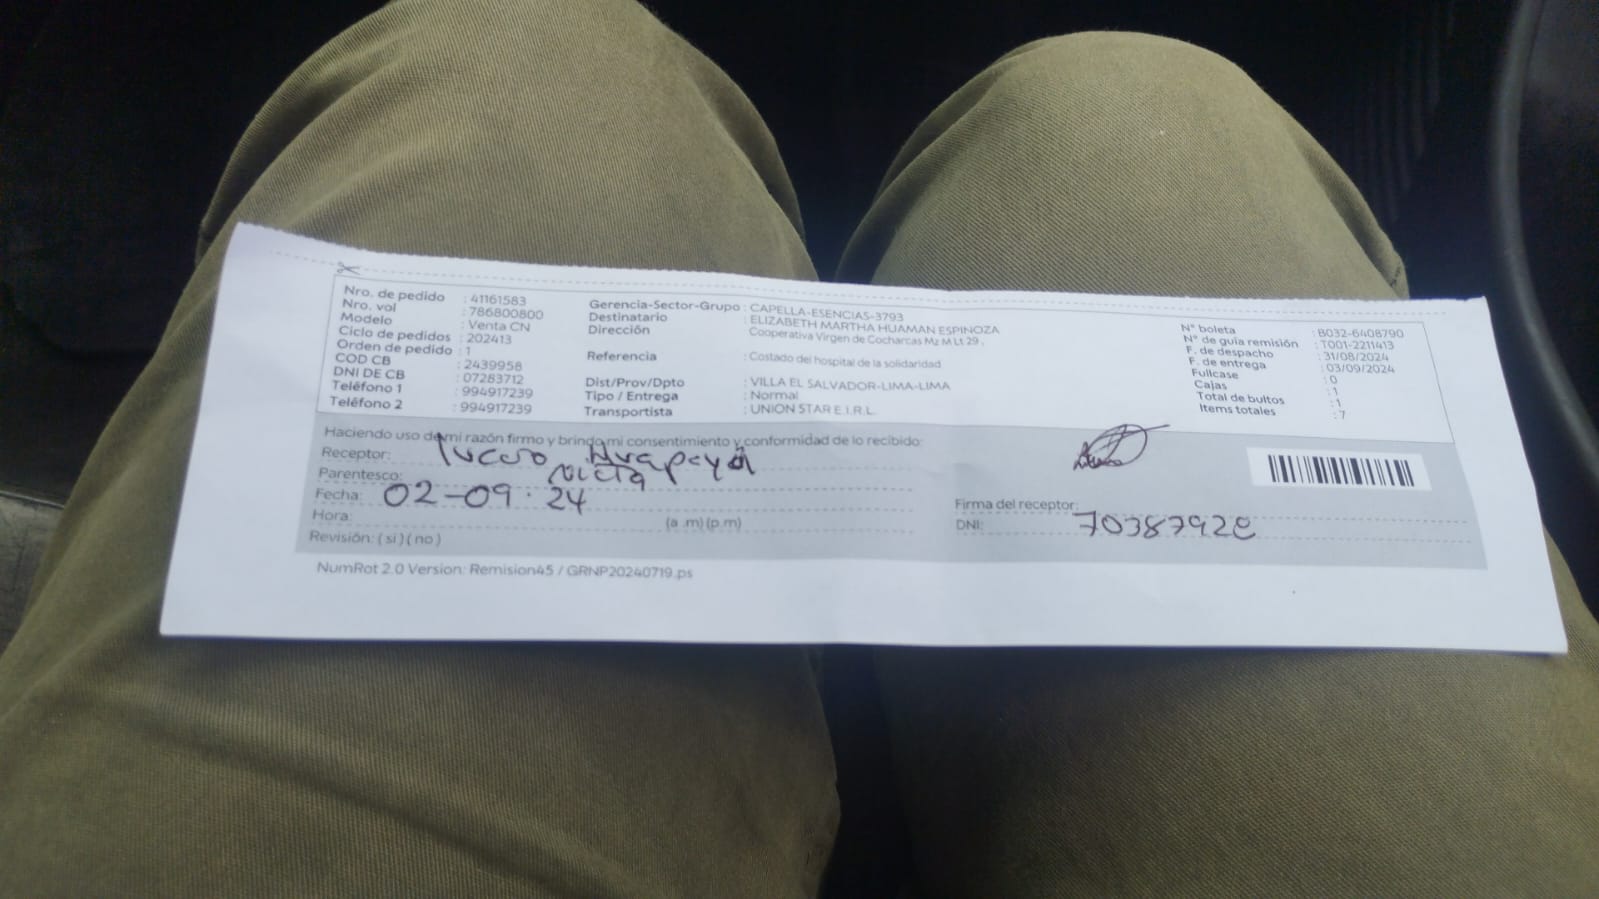 Nro. de pedido : 41161583
Nro. vol : 786800800
Modelo : Venta CN
Ciclo de pedidos : 202413
Orden de pedido : 1
COD CB : 2439958
DNI DE CB : 07283712
Teléfono 1 : 994917239
Teléfono 2 : 994917239
Gerencia-Sector-Grupo : CAPELLA-ESENCIAS-3793
Destinatario : ELIZABETH MARTHA HUAMAN ESPINOZA
Dirección : Cooperativa Virgen de Cocharcas Mz M Lt 29 .
Referencia : Costado del hospital de la solidaridad
Dist/Prov/Dpto : VILLA EL SALVADOR-LIMA-LIMA
Tipo / Entrega : Normal
Transportista : UNION STAR E.I.R.L.
N° boleta : B032-6408790
N° de guía remisión : T001-2211413
F. de despacho : 31/08/2024
F. de entrega : 03/09/2024
Fullcase : 0
Cajas : 1
Total de bultos : 1
Items totales : 7
Haciendo uso de mi razón firmo y brindo mi consentimiento y conformidad de lo recibido:
Receptor:
Parentesco: Nieta
Fecha: 02-09-24
Hora: (a .m) (p.m)
Revisión: ( si ) ( no )
Firma del receptor:
DNI: 70387928
NumRot 2.0 Version: Remision45 / GRNP20240719.ps